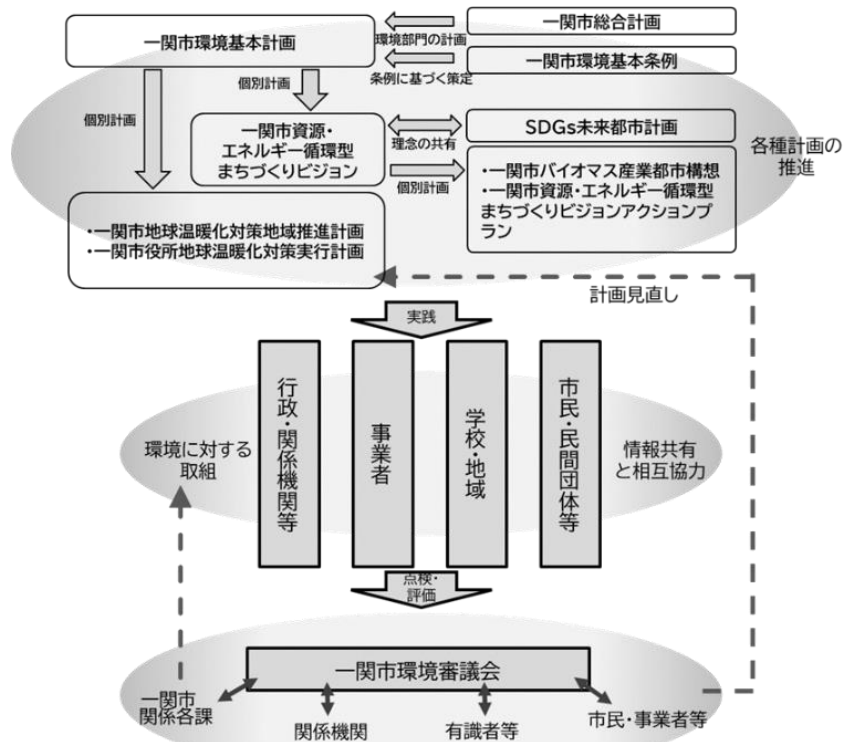 一関市環境基本計画
環境部門の計画
一関市総合計画
条例に基づく策定
一関市環境基本条例
個別計画
個別計画
一関市資源・
エネルギー循環型
まちづくりビジョン
理念の共有
SDGs未来都市計画
個別計画
・一関市バイオマス産業都市構想
・一関市資源・エネルギー循環型
まちづくりビジョンアクションプ
ラン
各種計画の
推進
・一関市地球温暖化対策地域推進計画
・一関市役所地球温暖化対策実行計画
計画見直し
実践
環境に対する
取組
行政・関係機関等
事業者
学校・地域
市民・民間団体等
情報共有
と相互協力
点検・
評価
一関市環境審議会
一関市
関係各課
関係機関
有識者等
市民・事業者等